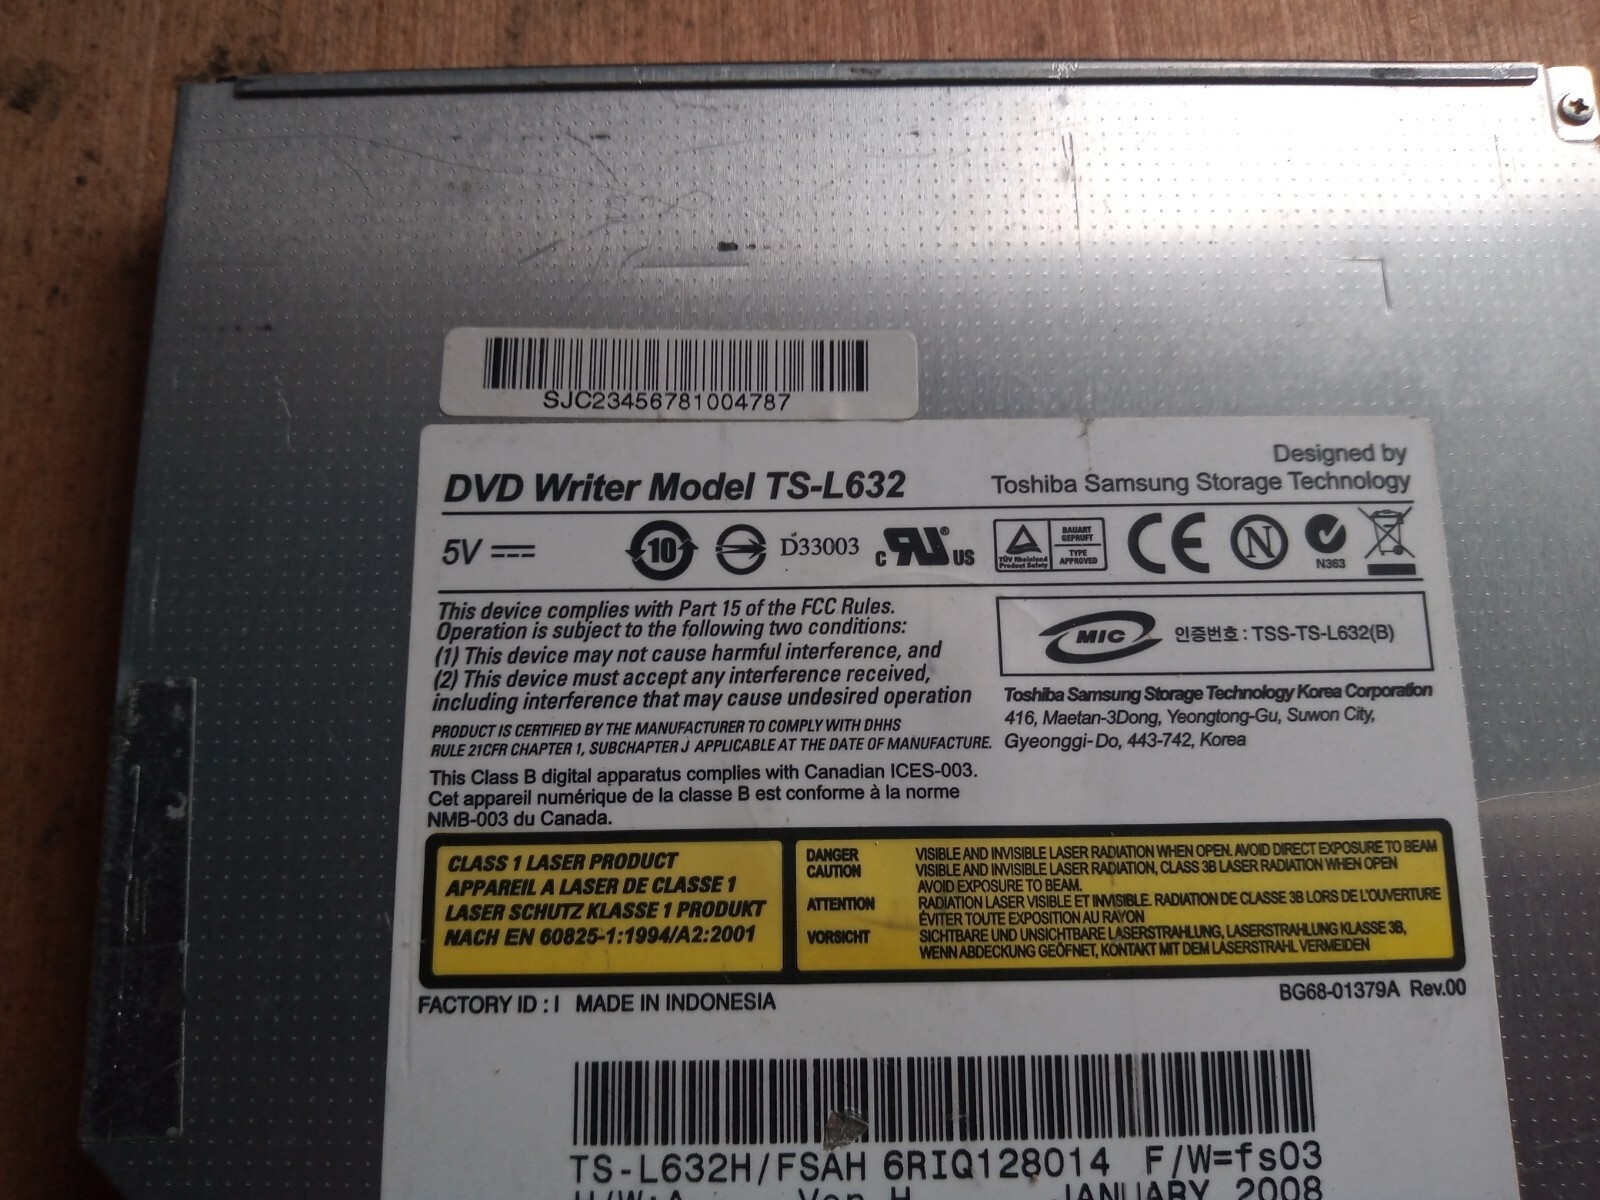 SJC23456781004787
DVD Writer Model TS-L632
Designed by
Toshiba Samsung Storage Technology
5V
10
D33003
c UR® US
TÜV Rheinland
Product Safety
BAUART
GEPRÜFT
TYPE
APPROVED
CE
N
N363
This device complies with Part 15 of the FCC Rules.
Operation is subject to the following two conditions:
(1) This device may not cause harmful interference, and
(2) This device must accept any interference received,
including interference that may cause undesired operation
MIC 인증번호 : TSS-TS-L632(B)
PRODUCT IS CERTIFIED BY THE MANUFACTURER TO COMPLY WITH DHHS
RULE 21CFR CHAPTER 1, SUBCHAPTER J APPLICABLE AT THE DATE OF MANUFACTURE.
Toshiba Samsung Storage Technology Korea Corporation
416, Maetan-3Dong, Yeongtong-Gu, Suwon City,
Gyeonggi-Do, 443-742, Korea
This Class B digital apparatus complies with Canadian ICES-003.
Cet appareil numérique de la classe B est conforme à la norme
NMB-003 du Canada.
CLASS 1 LASER PRODUCT
APPAREIL A LASER DE CLASSE 1
LASER SCHUTZ KLASSE 1 PRODUKT
NACH EN 60825-1:1994/A2:2001
DANGER VISIBLE AND INVISIBLE LASER RADIATION WHEN OPEN. AVOID DIRECT EXPOSURE TO BEAM
CAUTION VISIBLE AND INVISIBLE LASER RADIATION, CLASS 3B LASER RADIATION WHEN OPEN
AVOID EXPOSURE TO BEAM.
ATTENTION RADIATION LASER VISIBLE ET INVISIBLE. RADIATION DE CLASSE 3B LORS DE L'OUVERTURE
ÉVITER TOUTE EXPOSITION AU RAYON
VORSICHT SICHTBARE UND UNSICHTBARE LASERSTRAHLUNG, LASERSTRAHLUNG KLASSE 3B,
WENN ABDECKUNG GEÖFNET, KONTAKT MIT DEM LASERSTRAHL VERMEIDEN
FACTORY ID : I MADE IN INDONESIA
BG68-01379A Rev.00
TS-L632H/FSAH 6RIQ128014 F/W=fs03
H/W:A Ver H JANUARY 2008